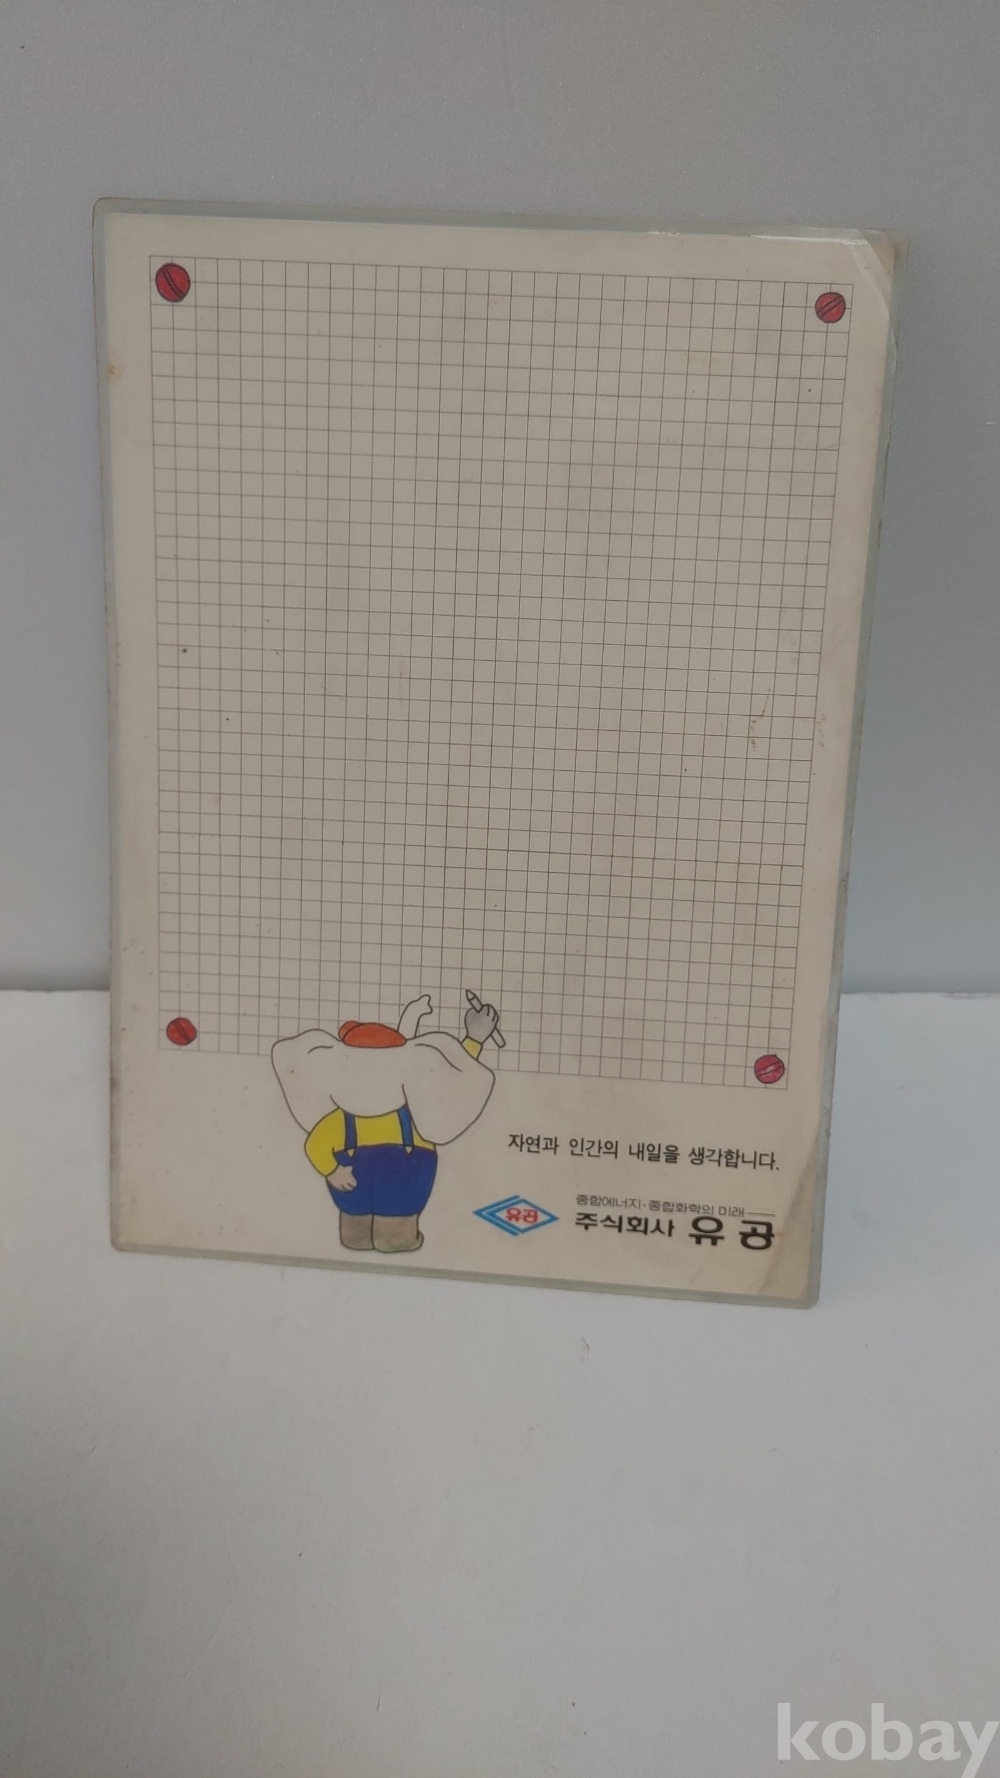 자연과 인간의 내일을 생각합니다.
종합에너지·종합화학의 미래
유공
주식회사 유공
kobay